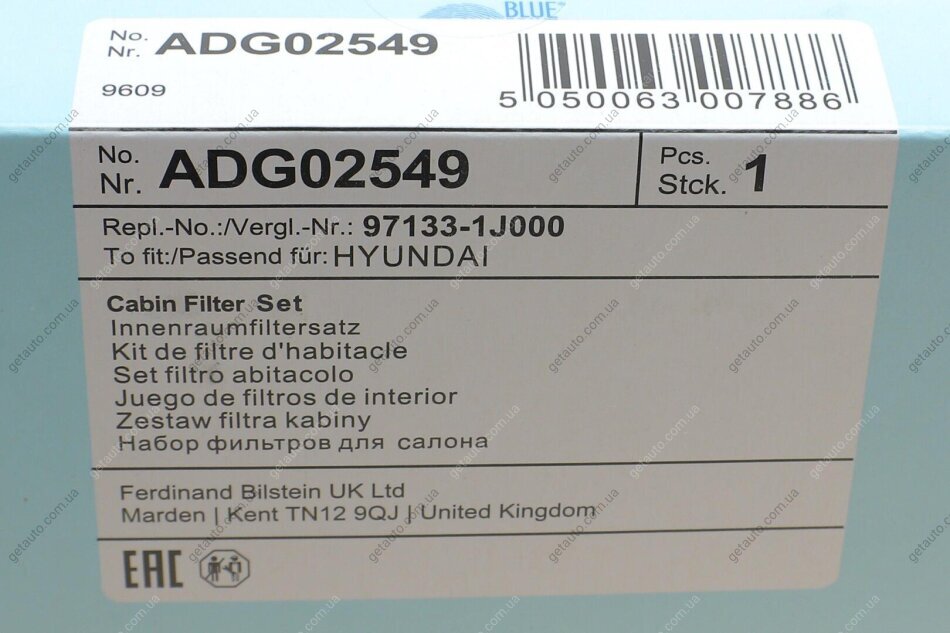 BLUE
No. Nr. ADG02549
9609
5 050063 007886
No. Nr. ADG02549
Pcs. Stck. 1
Repl.-No.:/Vergl.-Nr.: 97133-1J000
To fit:/Passend für: HYUNDAI
Cabin Filter Set
Innenraumfiltersatz
Kit de filtre d'habitacle
Set filtro abitacolo
Juego de filtros de interior
Zestaw filtra kabiny
Набор фильтров для салона
Ferdinand Bilstein UK Ltd
Marden | Kent TN12 9QJ | United Kingdom
EAC
getauto.com.ua